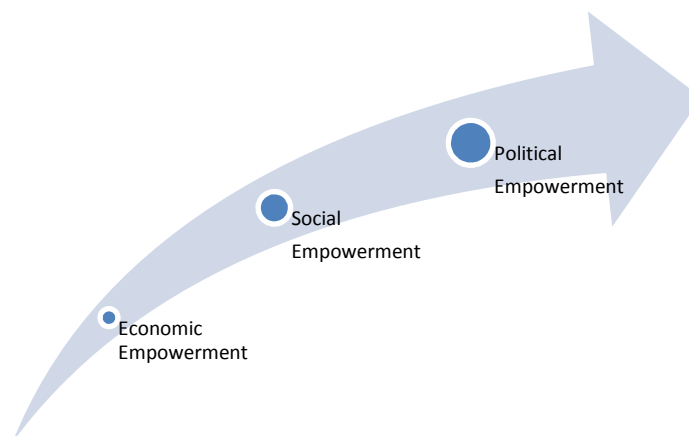 Political
Empowerment
Social
Empowerment
Economic
Empowerment